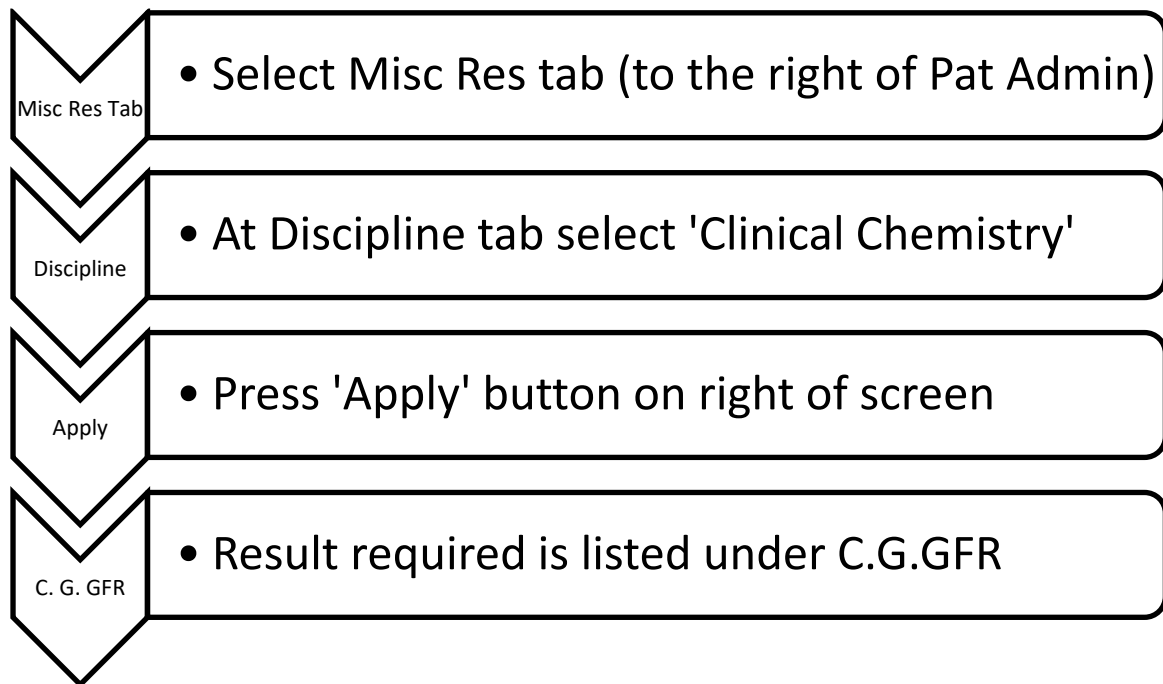 Misc Res Tab
• Select Misc Res tab (to the right of Pat Admin)
Discipline
• At Discipline tab select 'Clinical Chemistry'
Apply
• Press 'Apply' button on right of screen
C. G. GFR
• Result required is listed under C.G.GFR